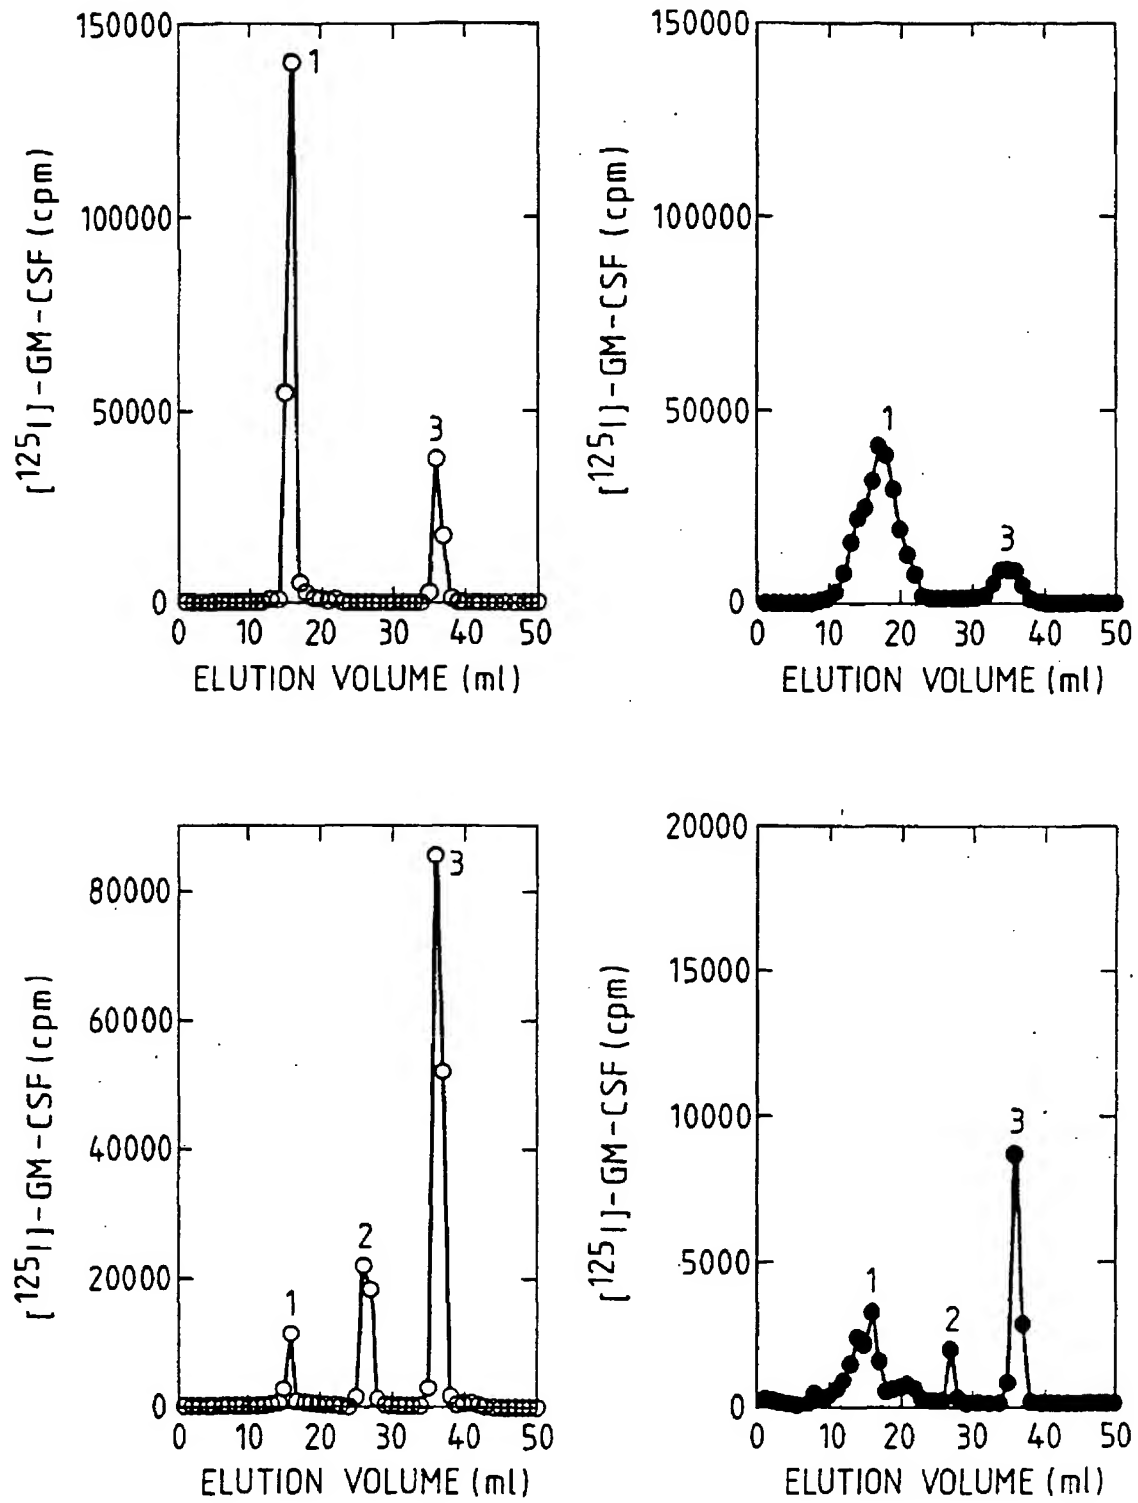 150000
100000
50000
0
[125I]-GM-CSF (cpm)
1
3
0 10 20 30 40 50
ELUTION VOLUME (ml)
150000
100000
50000
0
[125I]-GM-CSF (cpm)
1
3
0 10 20 30 40 50
ELUTION VOLUME (ml)
80000
60000
40000
20000
0
[125I]-GM-CSF (cpm)
1
2
3
0 10 20 30 40 50
ELUTION VOLUME (ml)
20000
15000
10000
5000
0
[125I]-GM-CSF (cpm)
1
2
3
0 10 20 30 40 50
ELUTION VOLUME (ml)